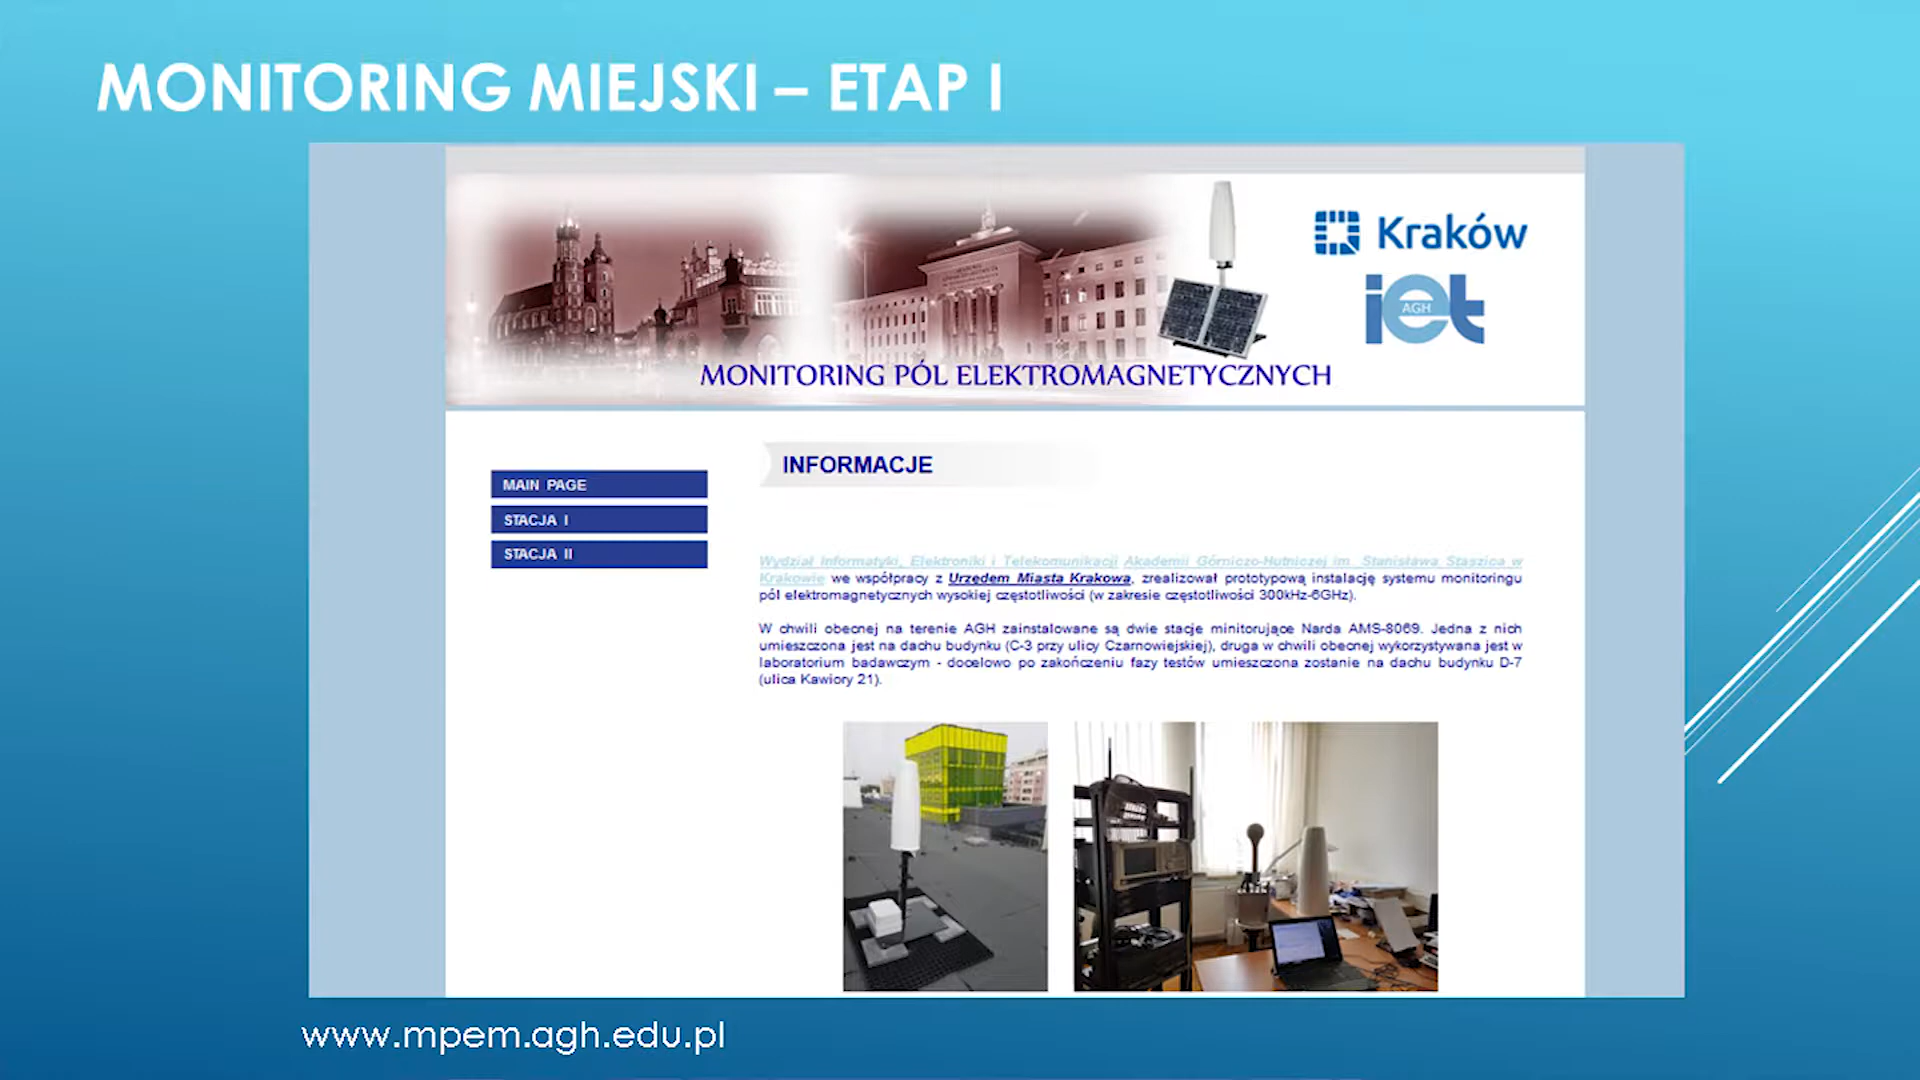 MONITORING MIEJSKI – ETAP I
Kraków
iet
AGH
MONITORING PÓL ELEKTROMAGNETYCZNYCH
INFORMACJE
MAIN PAGE
STACJA I
STACJA II
Wydział Informatyki, Elektroniki i Telekomunikacji Akademii Górniczo-Hutniczej im. Stanisława Staszica w
Krakowie we współpracy z Urzędem Miasta Krakowa, zrealizował prototypową instalację systemu monitoringu
pól elektromagnetycznych wysokiej częstotliwości (w zakresie częstotliwości 300kHz-6GHz).
W chwili obecnej na terenie AGH zainstalowane są dwie stacje minitorujące Narda AMS-8069. Jedna z nich
umieszczona jest na dachu budynku (C-3 przy ulicy Czarnowiejskiej), druga w chwili obecnej wykorzystywana jest w
laboratorium badawczym - docelowo po zakończeniu fazy testów umieszczona zostanie na dachu budynku D-7
(ulica Kawiory 21).
www.mpem.agh.edu.pl